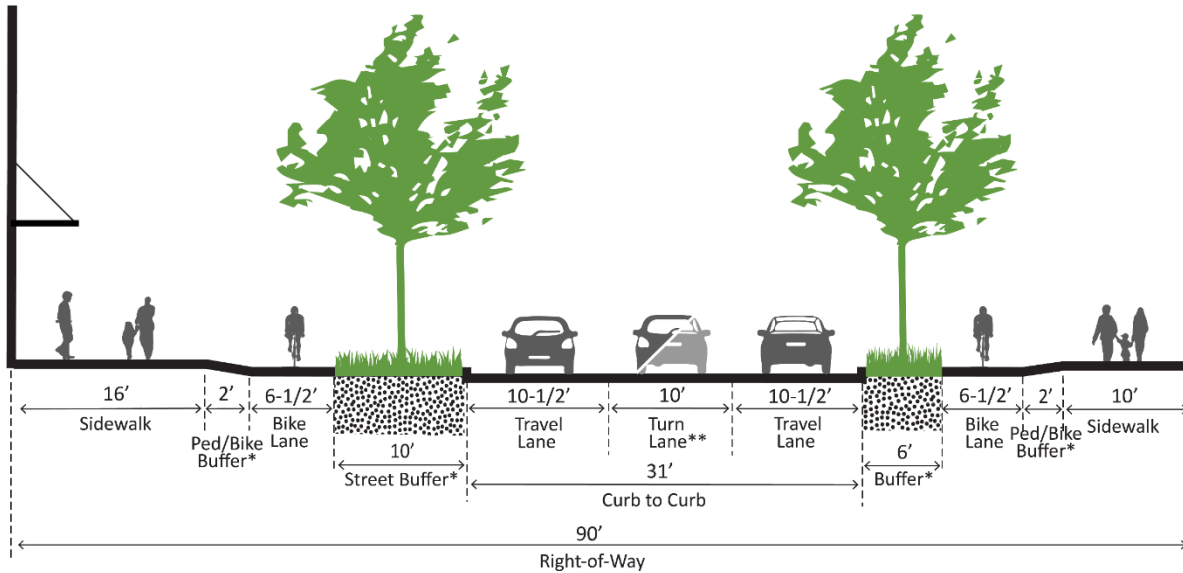 16’
2’
6-1/2’
10-1/2’
10’
10-1/2’
6-1/2’
2’
10’
Sidewalk
Ped/Bike
Buffer*
Bike
Lane
Travel
Lane
Turn
Lane**
Travel
Lane
Bike
Lane
Ped/Bike
Buffer*
Sidewalk
10’
Street Buffer*
6’
Buffer*
31’
Curb to Curb
90’
Right-of-Way